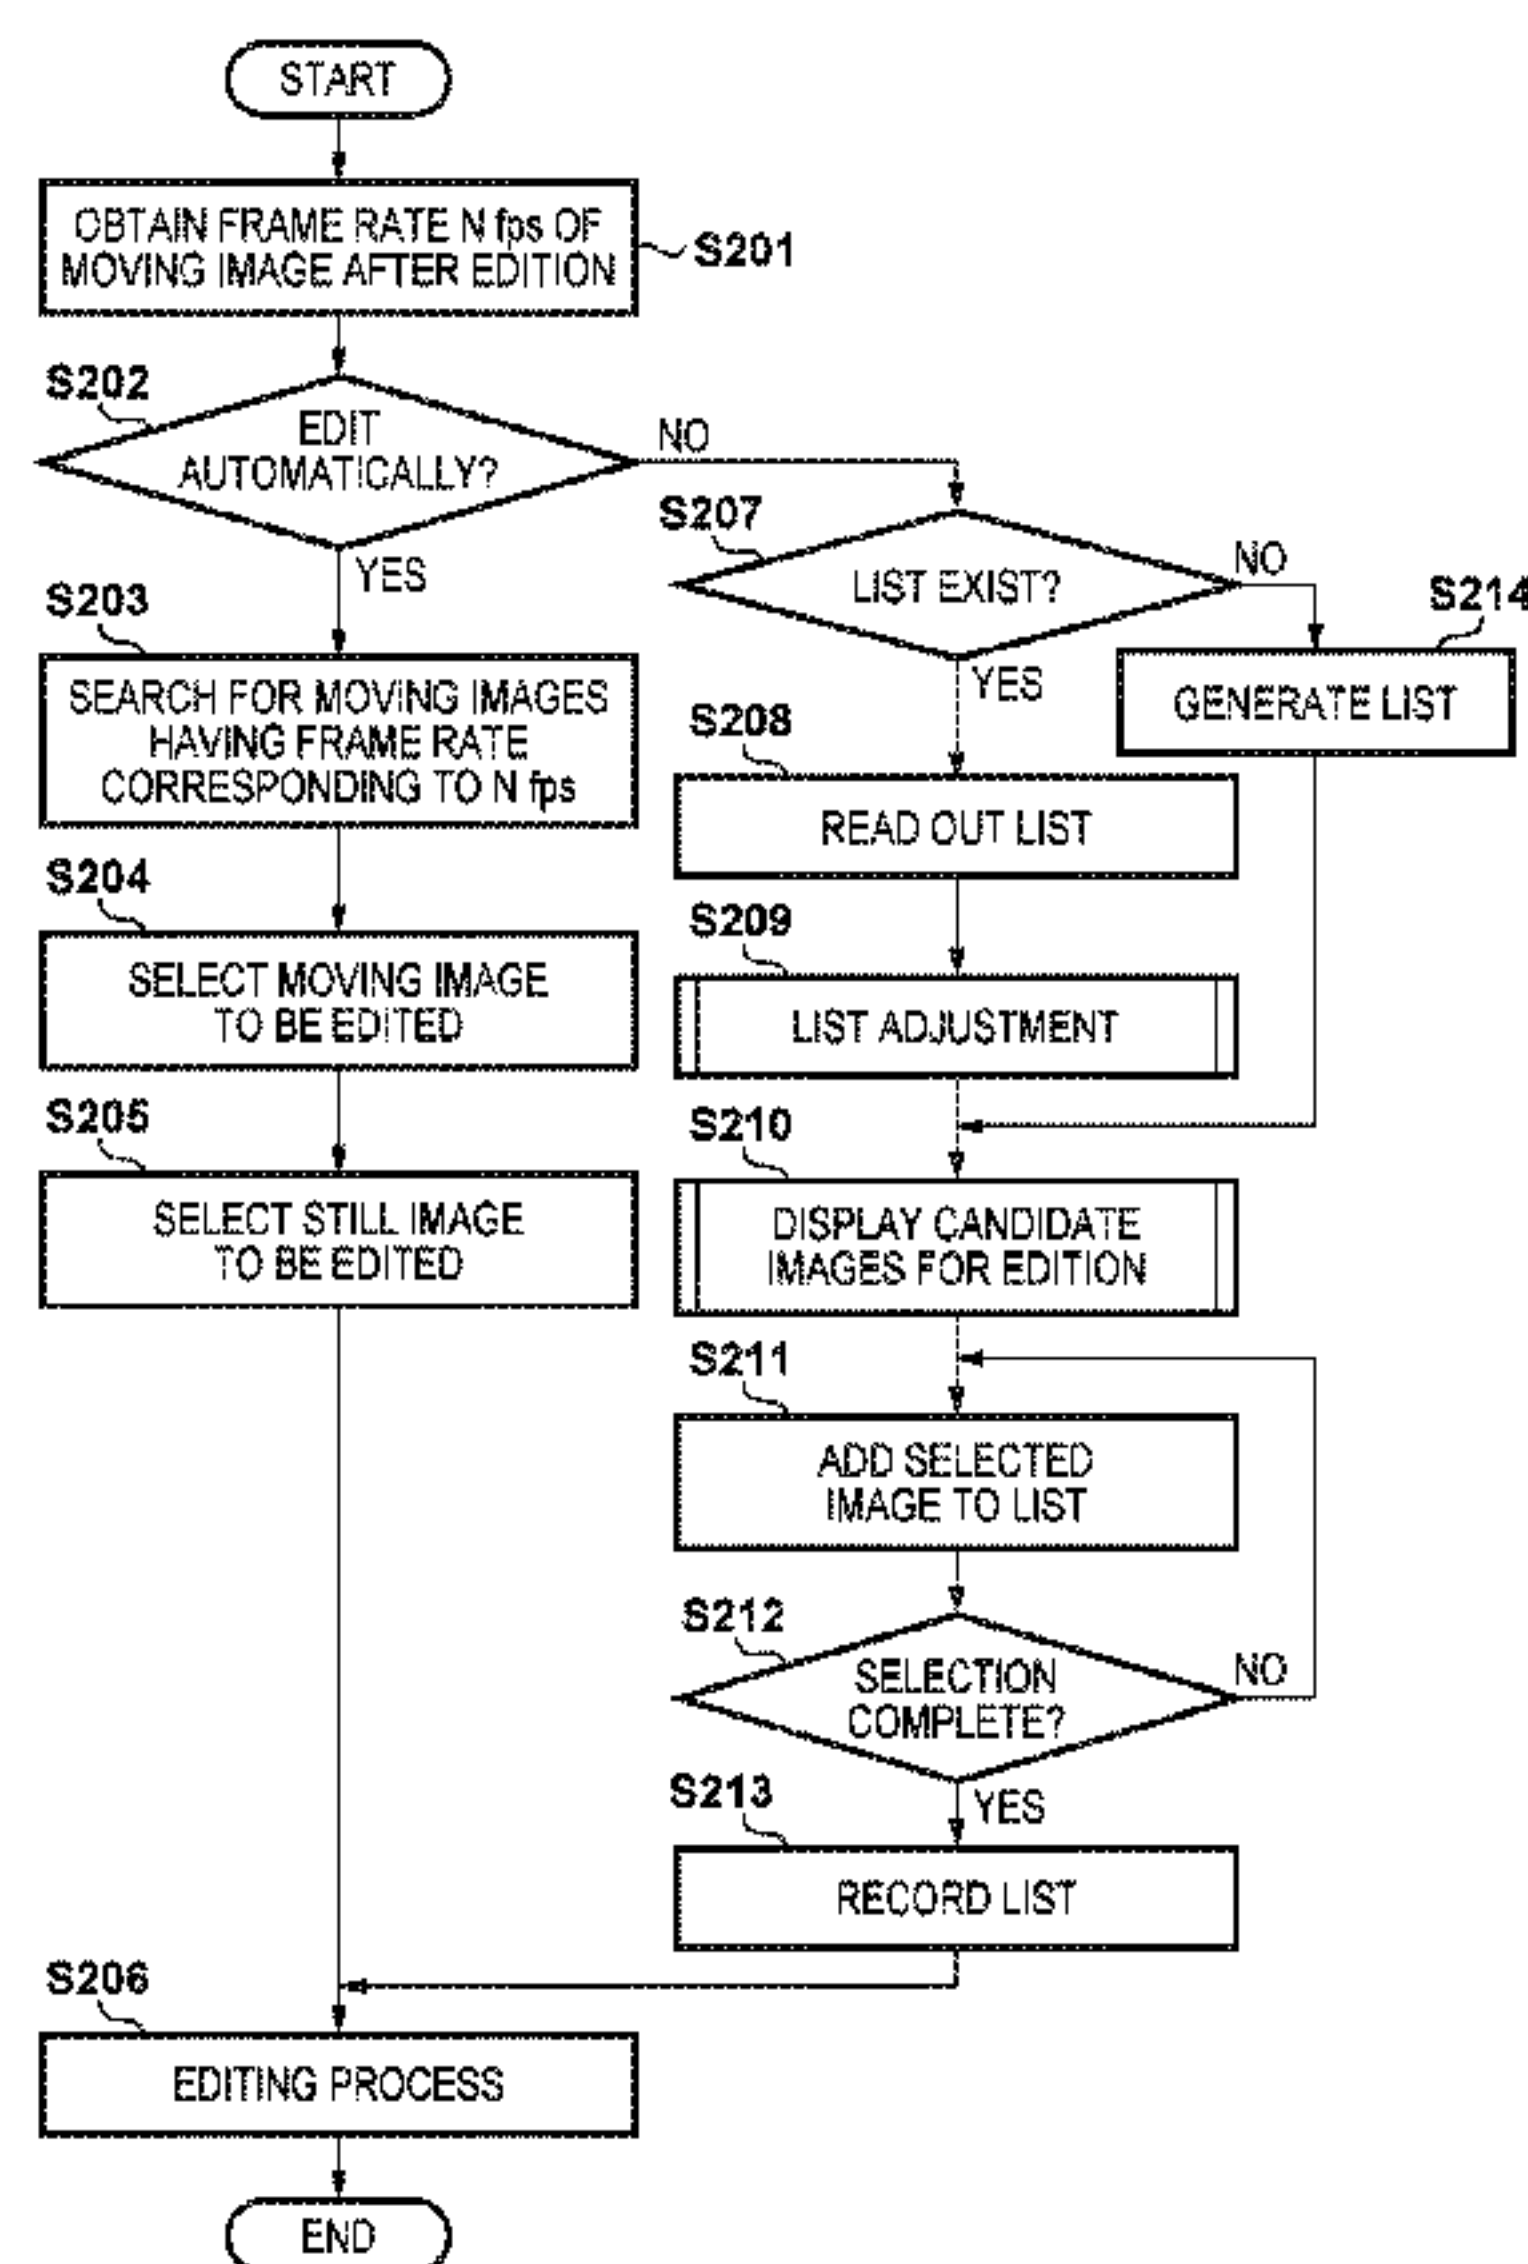 START
OBTAIN FRAME RATE N fps OF
MOVING IMAGE AFTER EDITION
S201
S202
EDIT
AUTOMATICALLY?
NO
YES
S203
SEARCH FOR MOVING IMAGES
HAVING FRAME RATE
CORRESPONDING TO N fps
S204
SELECT MOVING IMAGE
TO BE EDITED
S205
SELECT STILL IMAGE
TO BE EDITED
S207
LIST EXIST?
NO
YES
S214
GENERATE LIST
S208
READ OUT LIST
S209
LIST ADJUSTMENT
S210
DISPLAY CANDIDATE
IMAGES FOR EDITION
S211
ADD SELECTED
IMAGE TO LIST
S212
SELECTION
COMPLETE?
NO
YES
S213
RECORD LIST
S206
EDITING PROCESS
END